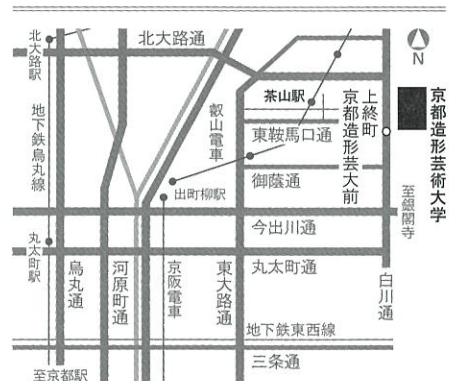 北大路駅
北大路通
N
地下鉄烏丸線
叡山電車
茶山駅
上終町
京都造形芸大前
京都造形芸術大学
東鞍馬口通
御蔭通
出町柳駅
至銀閣寺
今出川通
丸太町駅
烏丸通
河原町通
京阪電車
東大路通
丸太町通
白川通
地下鉄東西線
三条通
至京都駅